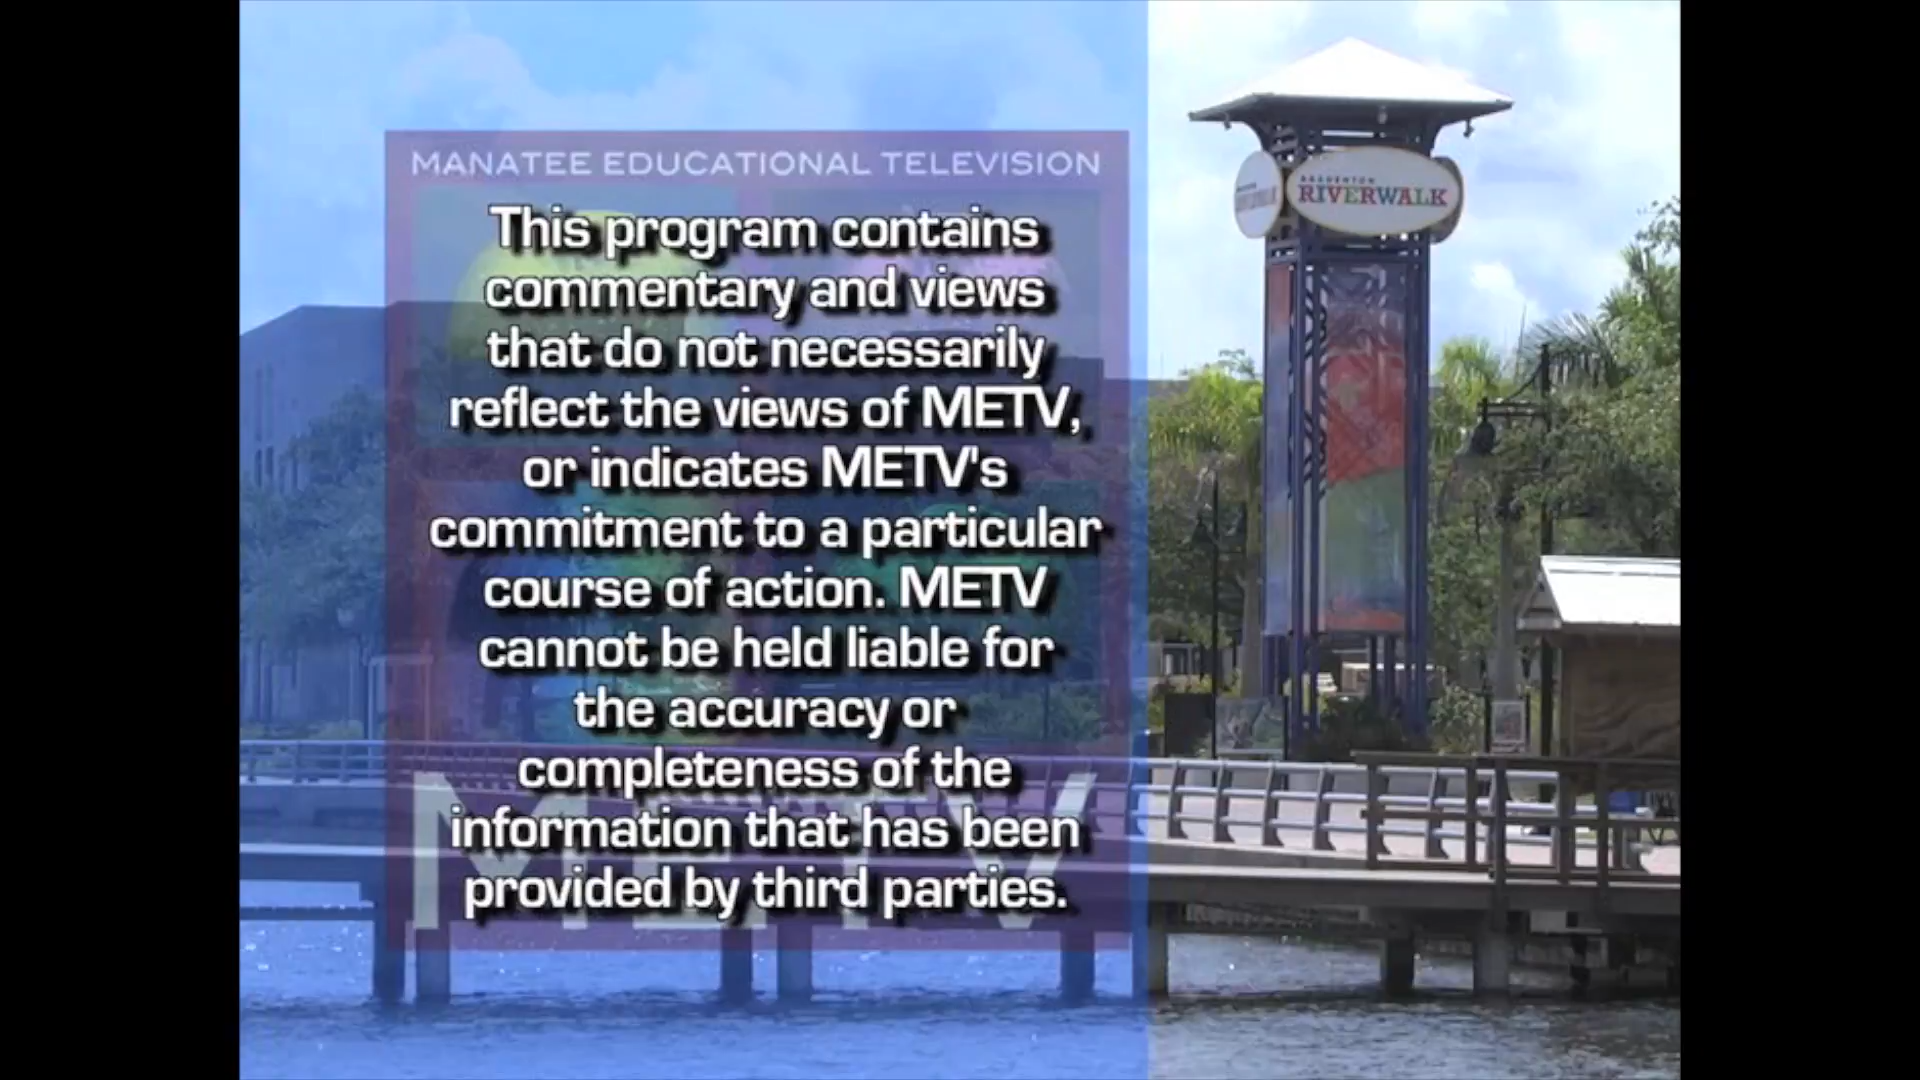 MANATEE EDUCATIONAL TELEVISION
This program contains
commentary and views
that do not necessarily
reflect the views of METV,
or indicates METV's
commitment to a particular
course of action. METV
cannot be held liable for
the accuracy or
completeness of the
information that has been
provided by third parties.
METV
BRADENTON
RIVERWALK